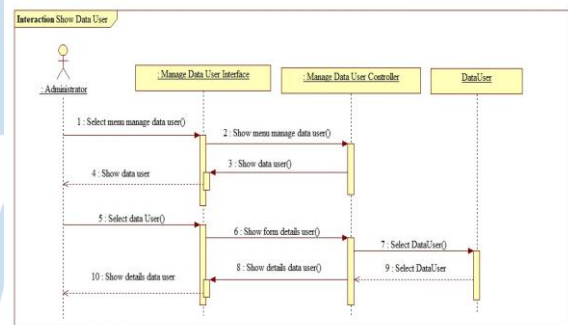 Interaction Show Data User
: Administrator
: Manage Data User Interface
: Manage Data User Controller
DataUser
1 : Select menu manage data user()
2 : Show menu manage data user()
3 : Show data user()
4 : Show data user
5 : Select data User()
6 : Show form details user()
7 : Select DataUser()
8 : Show details data user()
9 : Select DataUser
10 : Show details data user